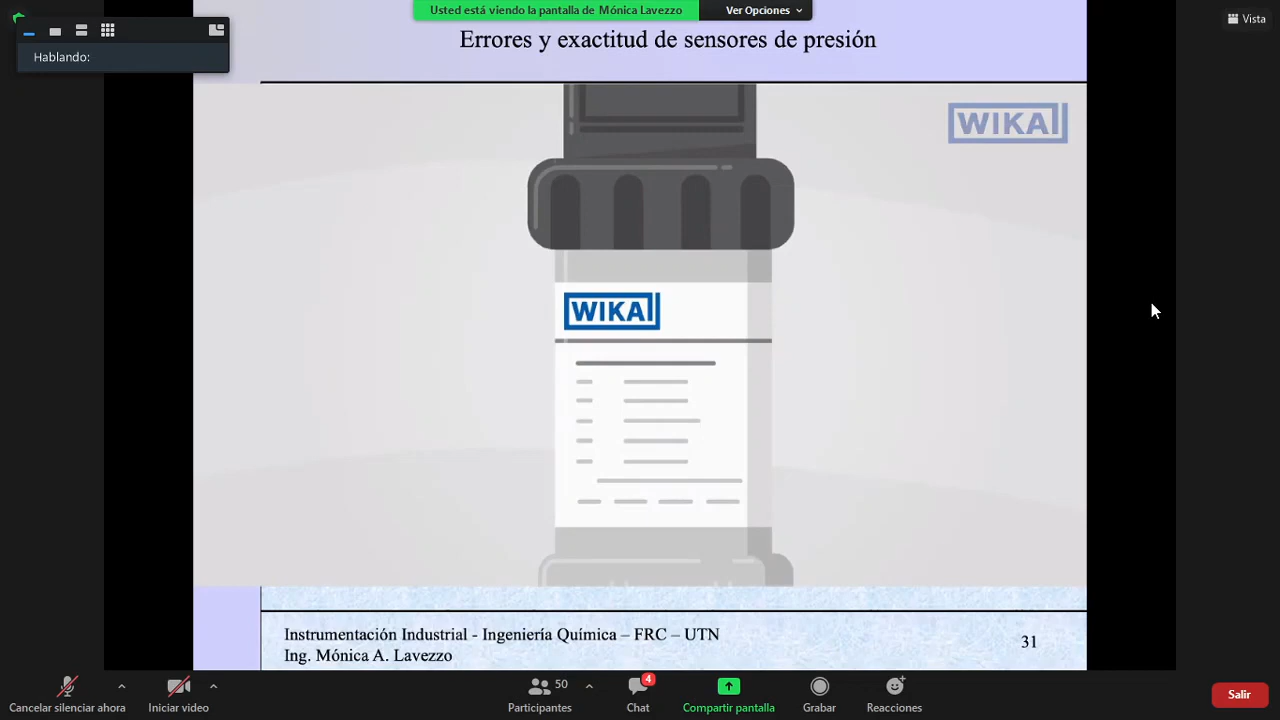 Usted está viendo la pantalla de Mónica Lavezzo
Ver Opciones
Vista
Hablando:
Errores y exactitud de sensores de presión
WIKA
WIKA
Instrumentación Industrial - Ingeniería Química – FRC – UTN
Ing. Mónica A. Lavezzo
31
50
4
Cancelar silenciar ahora
Iniciar video
Participantes
Chat
Compartir pantalla
Grabar
Reacciones
Salir